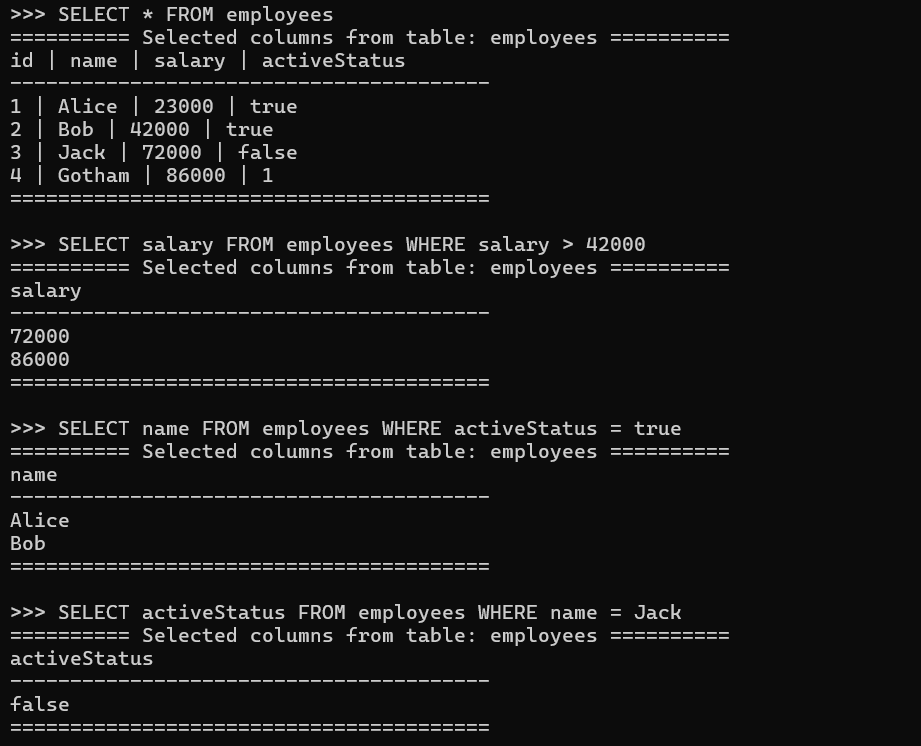 >>> SELECT * FROM employees
========== Selected columns from table: employees ==========
id | name | salary | activeStatus
----------------------------------------
1 | Alice | 23000 | true
2 | Bob | 42000 | true
3 | Jack | 72000 | false
4 | Gotham | 86000 | 1
========================================
>>> SELECT salary FROM employees WHERE salary > 42000
========== Selected columns from table: employees ==========
salary
----------------------------------------
72000
86000
========================================
>>> SELECT name FROM employees WHERE activeStatus = true
========== Selected columns from table: employees ==========
name
----------------------------------------
Alice
Bob
========================================
>>> SELECT activeStatus FROM employees WHERE name = Jack
========== Selected columns from table: employees ==========
activeStatus
----------------------------------------
false
========================================